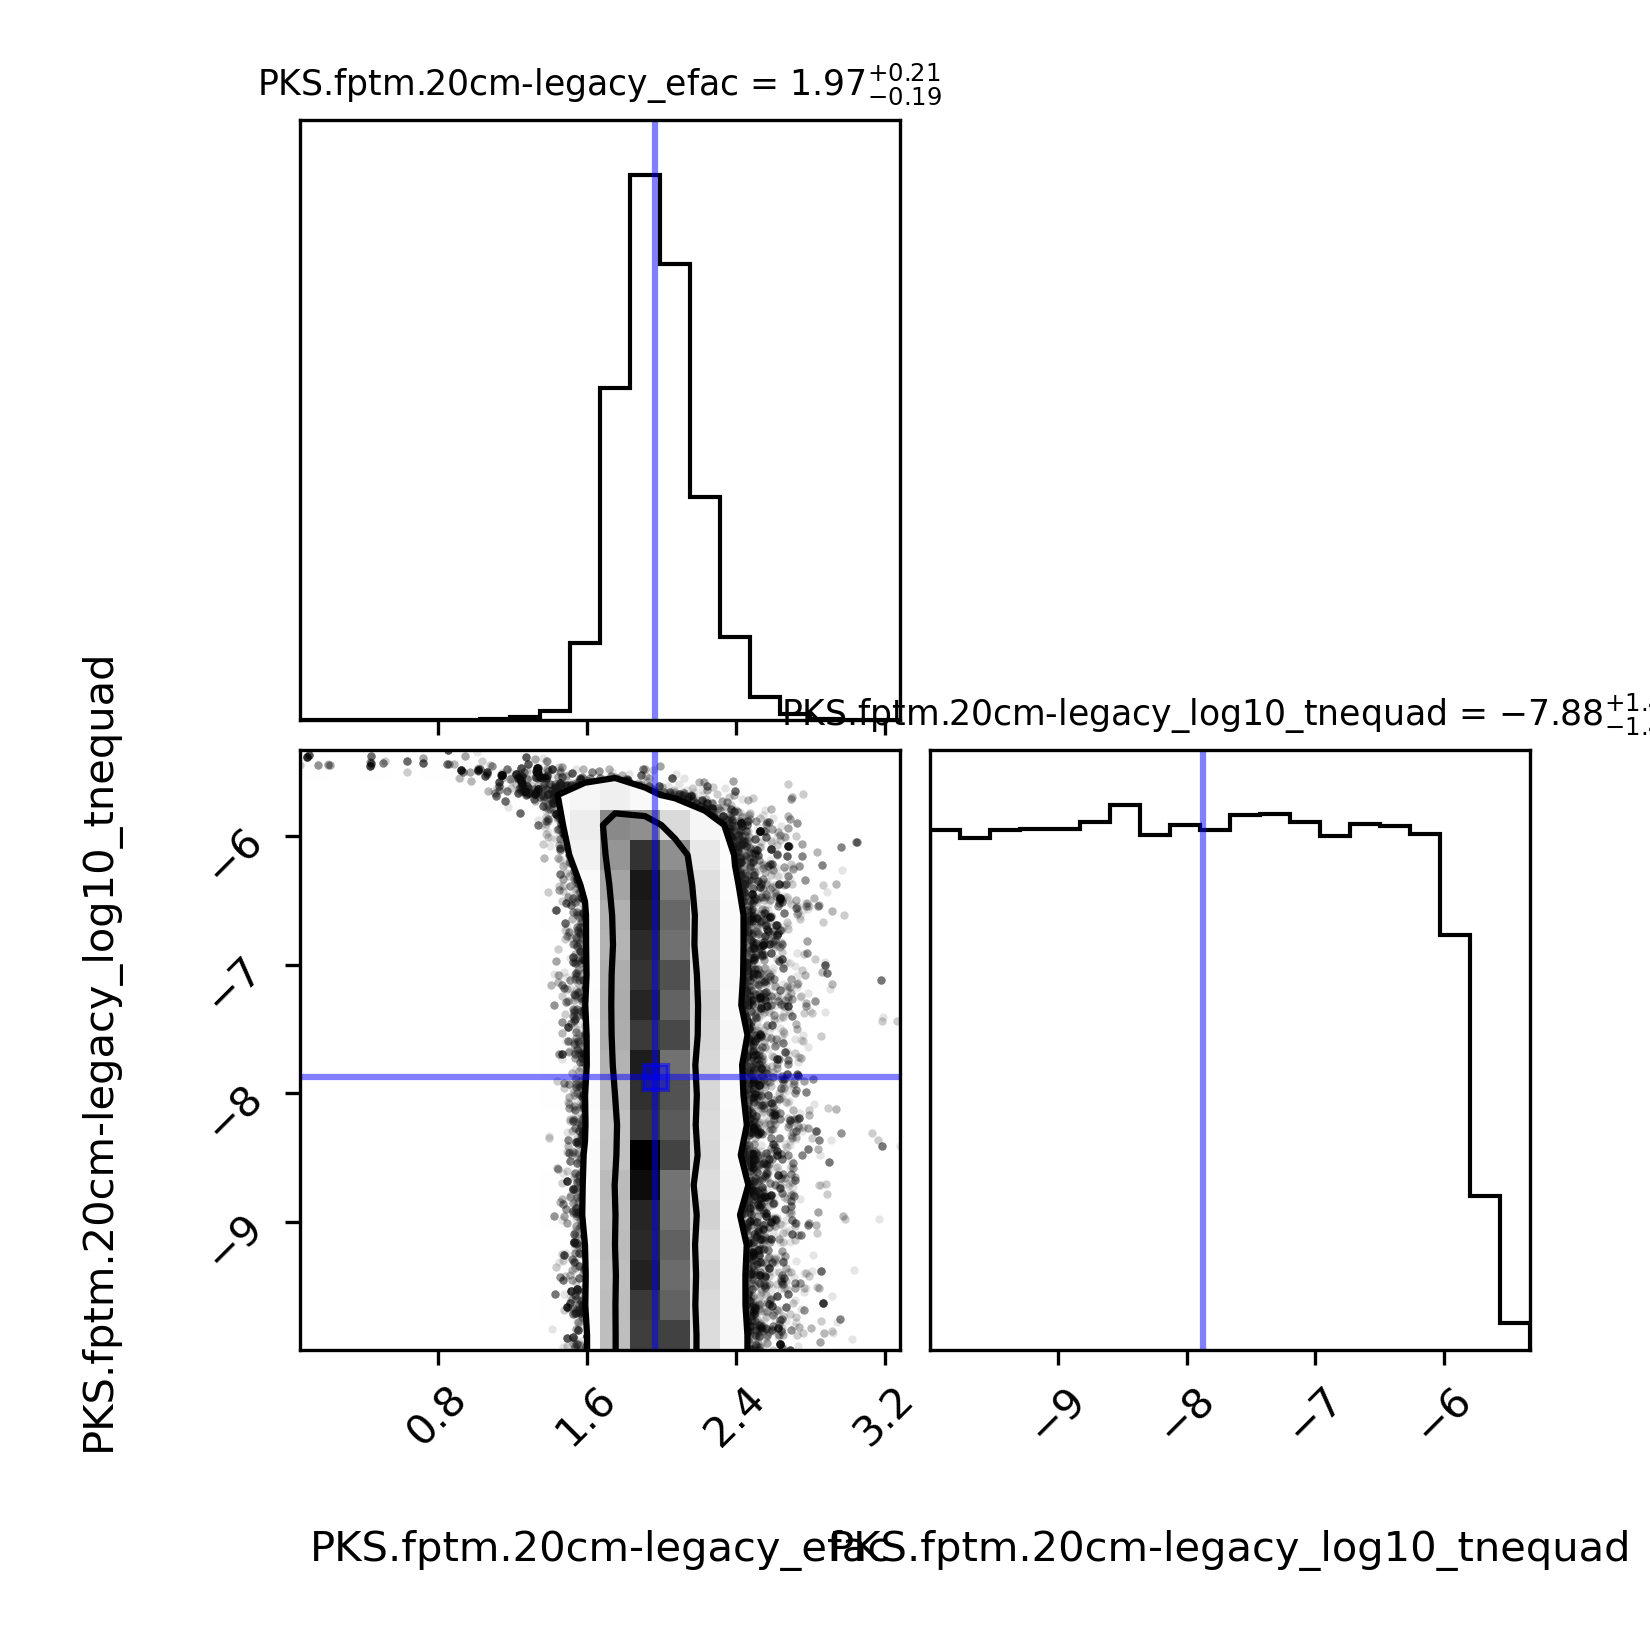 PKS.fptm.20cm-legacy_efac = 1.97+0.21 −0.19
PKS.fptm.20cm-legacy_log10_tnequad = −7.88+1. −1.
PKS.fptm.20cm-legacy_log10_tnequad
−6
−7
−8
−9
0.8
1.6
2.4
3.2
−9
−8
−7
−6
PKS.fptm.20cm-legacy_efac
PKS.fptm.20cm-legacy_log10_tnequad